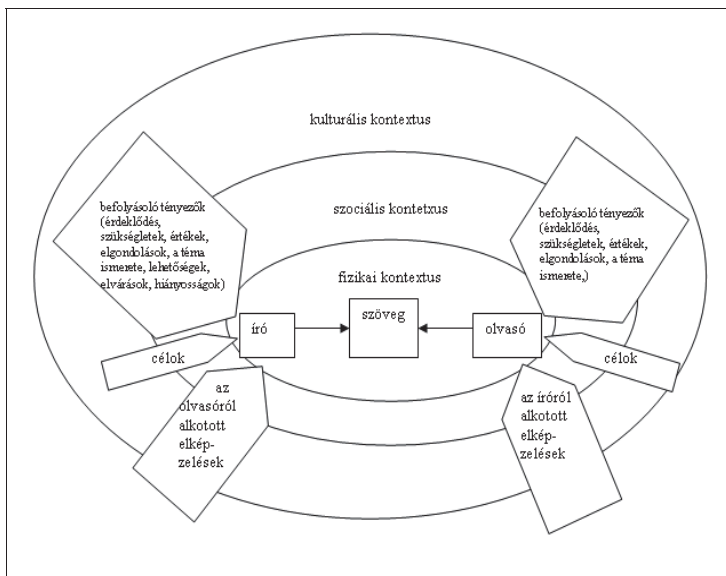 kulturális kontextus
befolyásoló tényezők
(érdeklődés,
szükségletek, értékek,
elgondolások, a téma
ismerete, lehetőségek,
elvárások, hiányosságok)
szociális kontetxus
befolyásoló tényezők
(érdeklődés,
szükségletek, értékek,
elgondolások, a téma
ismerete,)
fizikai kontextus
író
szöveg
olvasó
célok
célok
az
olvasóról
alkotott
elkép-
zelések
az íróról
alkotott
elkép-
zelések